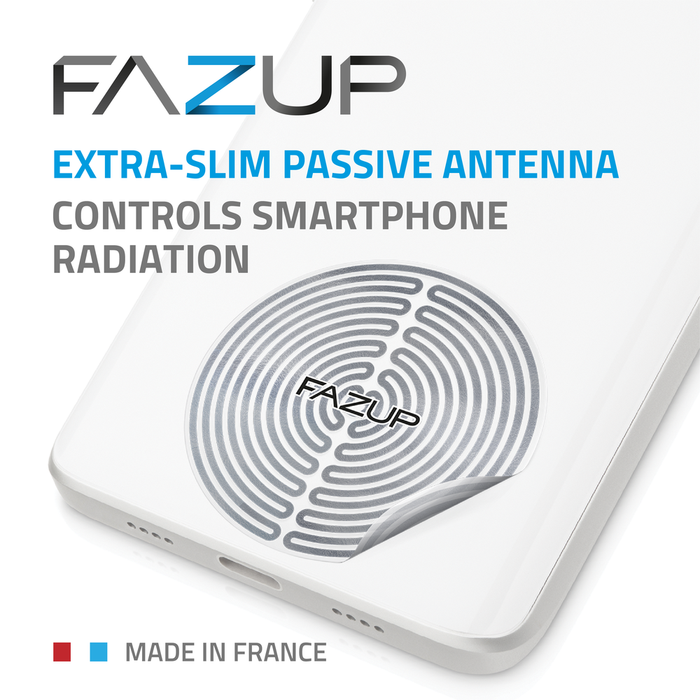 FAZUP
EXTRA-SLIM PASSIVE ANTENNA
CONTROLS SMARTPHONE
RADIATION
FAZUP
MADE IN FRANCE